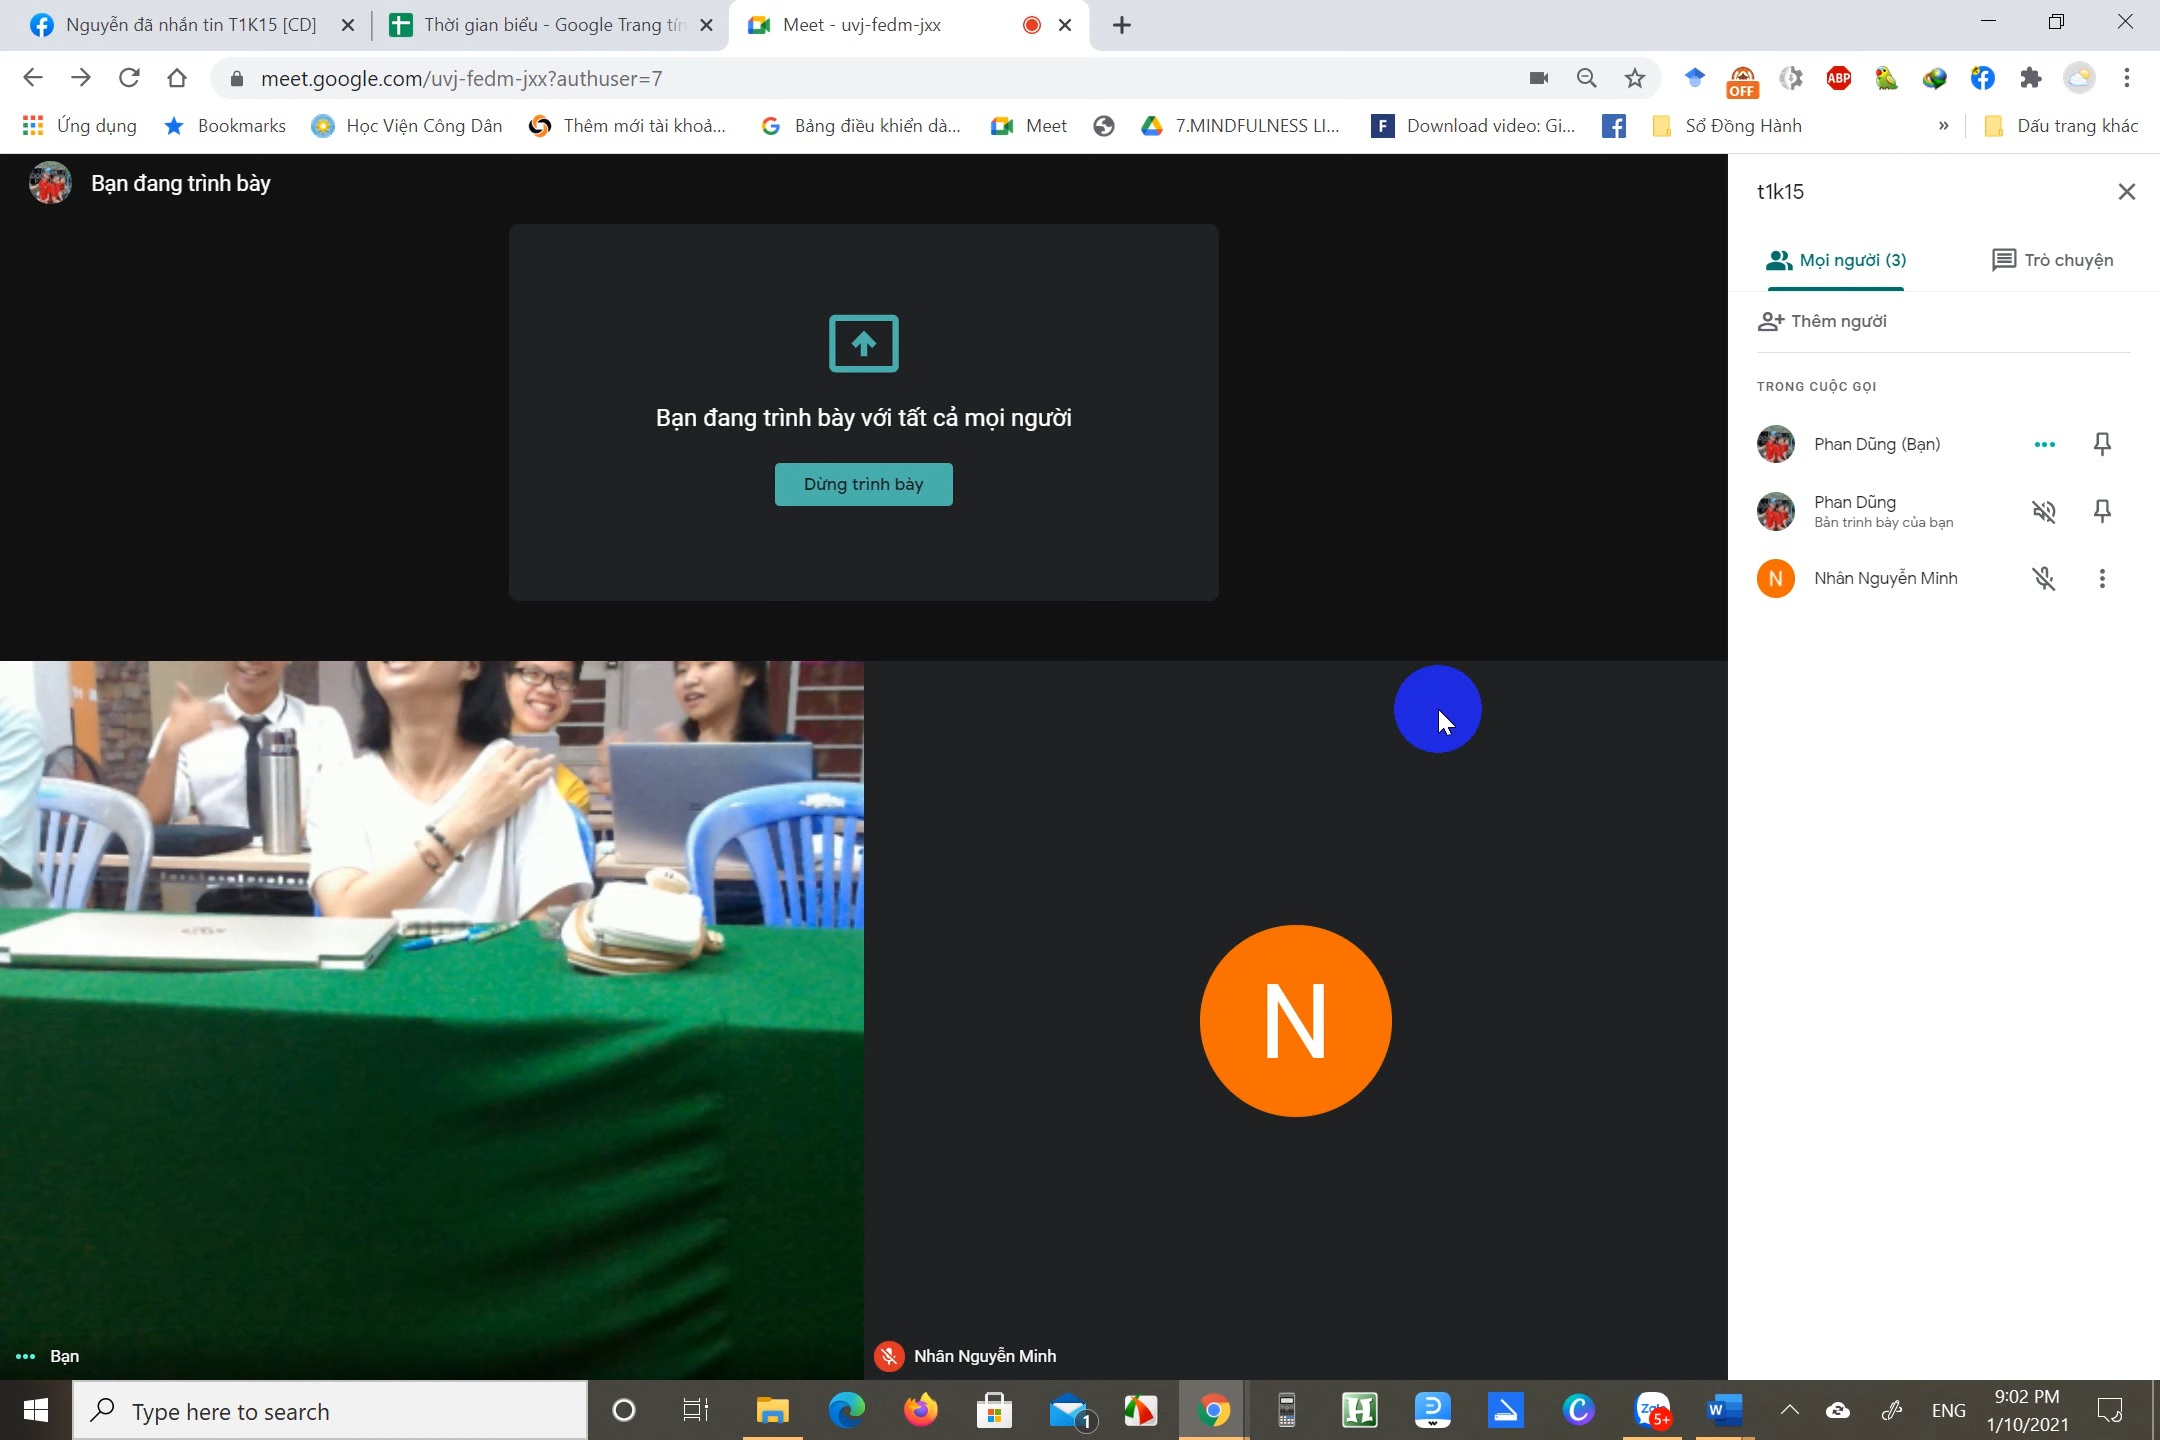 Nguyễn đã nhắn tin T1K15 [CD]
Thời gian biểu - Google Trang tín
Meet - uvj-fedm-jxx
meet.google.com/uvj-fedm-jxx?authuser=7
OFF
ABP
Ứng dụng
Bookmarks
Học Viện Công Dân
Thêm mới tài khoả...
Bảng điều khiển dà...
Meet
7.MINDFULNESS LI...
F
Download video: Gi...
Sổ Đồng Hành
»
Dấu trang khác
Bạn đang trình bày
Bạn đang trình bày với tất cả mọi người
Dừng trình bày
t1k15
Mọi người (3)
Trò chuyện
Thêm người
TRONG CUỘC GỌI
Phan Dũng (Bạn)
Phan Dũng
Bản trình bày của bạn
N
Nhân Nguyễn Minh
N
Bạn
Nhân Nguyễn Minh
Type here to search
1
5+
W
ENG
9:02 PM
1/10/2021